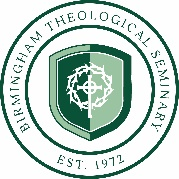 BIRMINGHAM THEOLOGICAL SEMINARY
EST. 1972